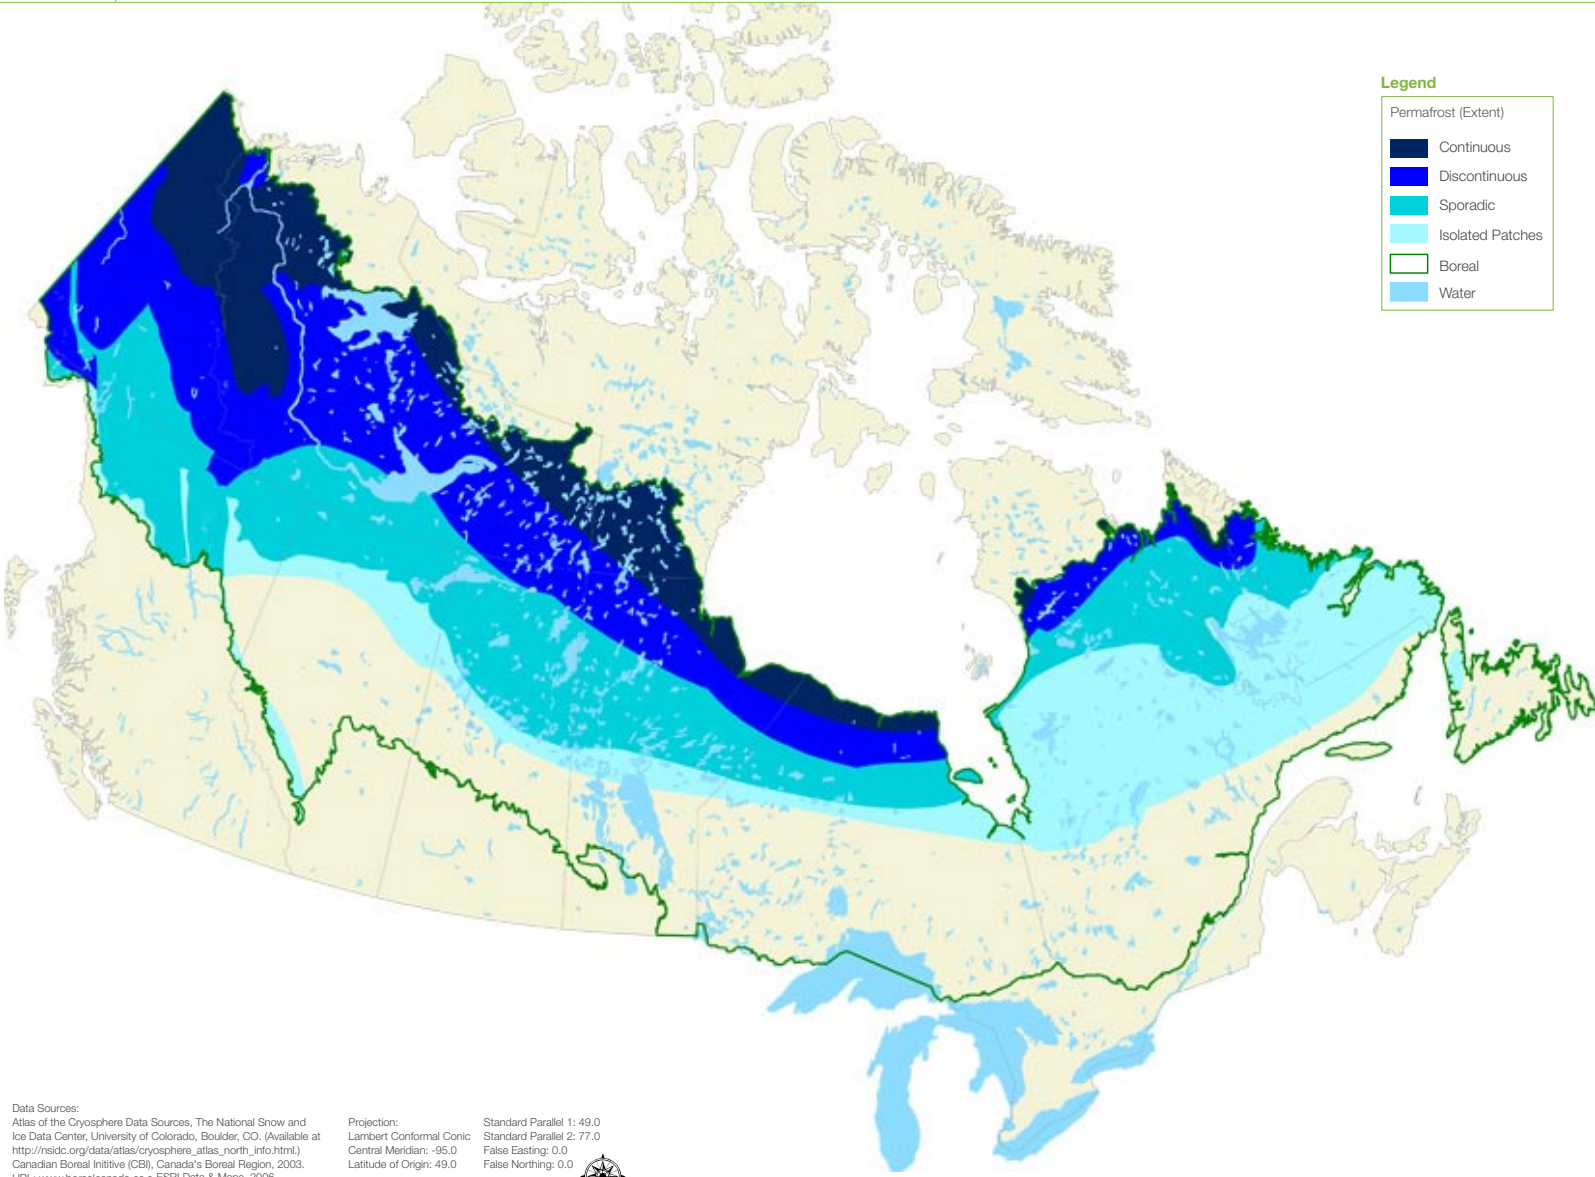 Legend
Permafrost (Extent)
Continuous
Discontinuous
Sporadic
Isolated Patches
Boreal
Water
Data Sources:
Atlas of the Cryosphere Data Sources, The National Snow and
Ice Data Center, University of Colorado, Boulder, CO. (Available at
http://nsidc.org/data/atlas/cryosphere_atlas_north_info.html.)
Canadian Boreal Inititive (CBI), Canada's Boreal Region, 2003.
ESRI Data & Maps, 2006
Projection:
Lambert Conformal Conic
Central Meridian: -95.0
Latitude of Origin: 49.0
Standard Parallel 1: 49.0
Standard Parallel 2: 77.0
False Easting: 0.0
False Northing: 0.0